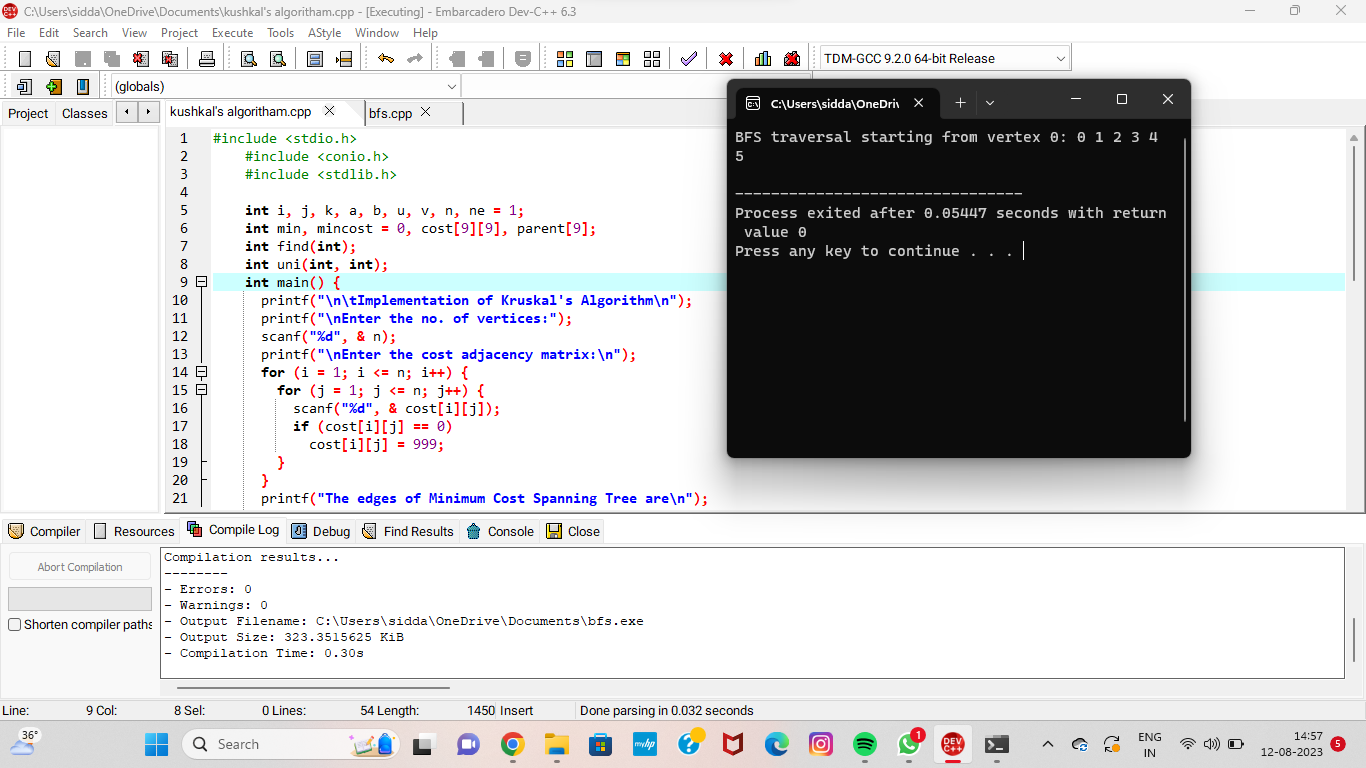 C:\Users\sidda\OneDrive\Documents\kushkal's algoritham.cpp - [Executing] - Embarcadero Dev-C++ 6.3
File Edit Search View Project Execute Tools AStyle Window Help
TDM-GCC 9.2.0 64-bit Release
(globals)
Project Classes
kushkal's algoritham.cpp bfs.cpp
1 #include <stdio.h>
2 #include <conio.h>
3 #include <stdlib.h>
4
5 int i, j, k, a, b, u, v, n, ne = 1;
6 int min, mincost = 0, cost[9][9], parent[9];
7 int find(int);
8 int uni(int, int);
9 int main() {
10 printf("\n\tImplementation of Kruskal's Algorithm\n");
11 printf("\nEnter the no. of vertices:");
12 scanf("%d", & n);
13 printf("\nEnter the cost adjacency matrix:\n");
14 for (i = 1; i <= n; i++) {
15 for (j = 1; j <= n; j++) {
16 scanf("%d", & cost[i][j]);
17 if (cost[i][j] == 0)
18 cost[i][j] = 999;
19 }
20 }
21 printf("The edges of Minimum Cost Spanning Tree are\n");
C:\Users\sidda\OneDri
BFS traversal starting from vertex 0: 0 1 2 3 4
5
--------------------------------
Process exited after 0.05447 seconds with return
value 0
Press any key to continue . . .
Compiler Resources Compile Log Debug Find Results Console Close
Abort Compilation
Shorten compiler paths
Compilation results...
--------
- Errors: 0
- Warnings: 0
- Output Filename: C:\Users\sidda\OneDrive\Documents\bfs.exe
- Output Size: 323.3515625 KiB
- Compilation Time: 0.30s
Line: 9 Col: 8 Sel: 0 Lines: 54 Length: 1450 Insert Done parsing in 0.032 seconds
36°
Search
myhp
1
DEV C++
ENG
IN
14:57
12-08-2023
5